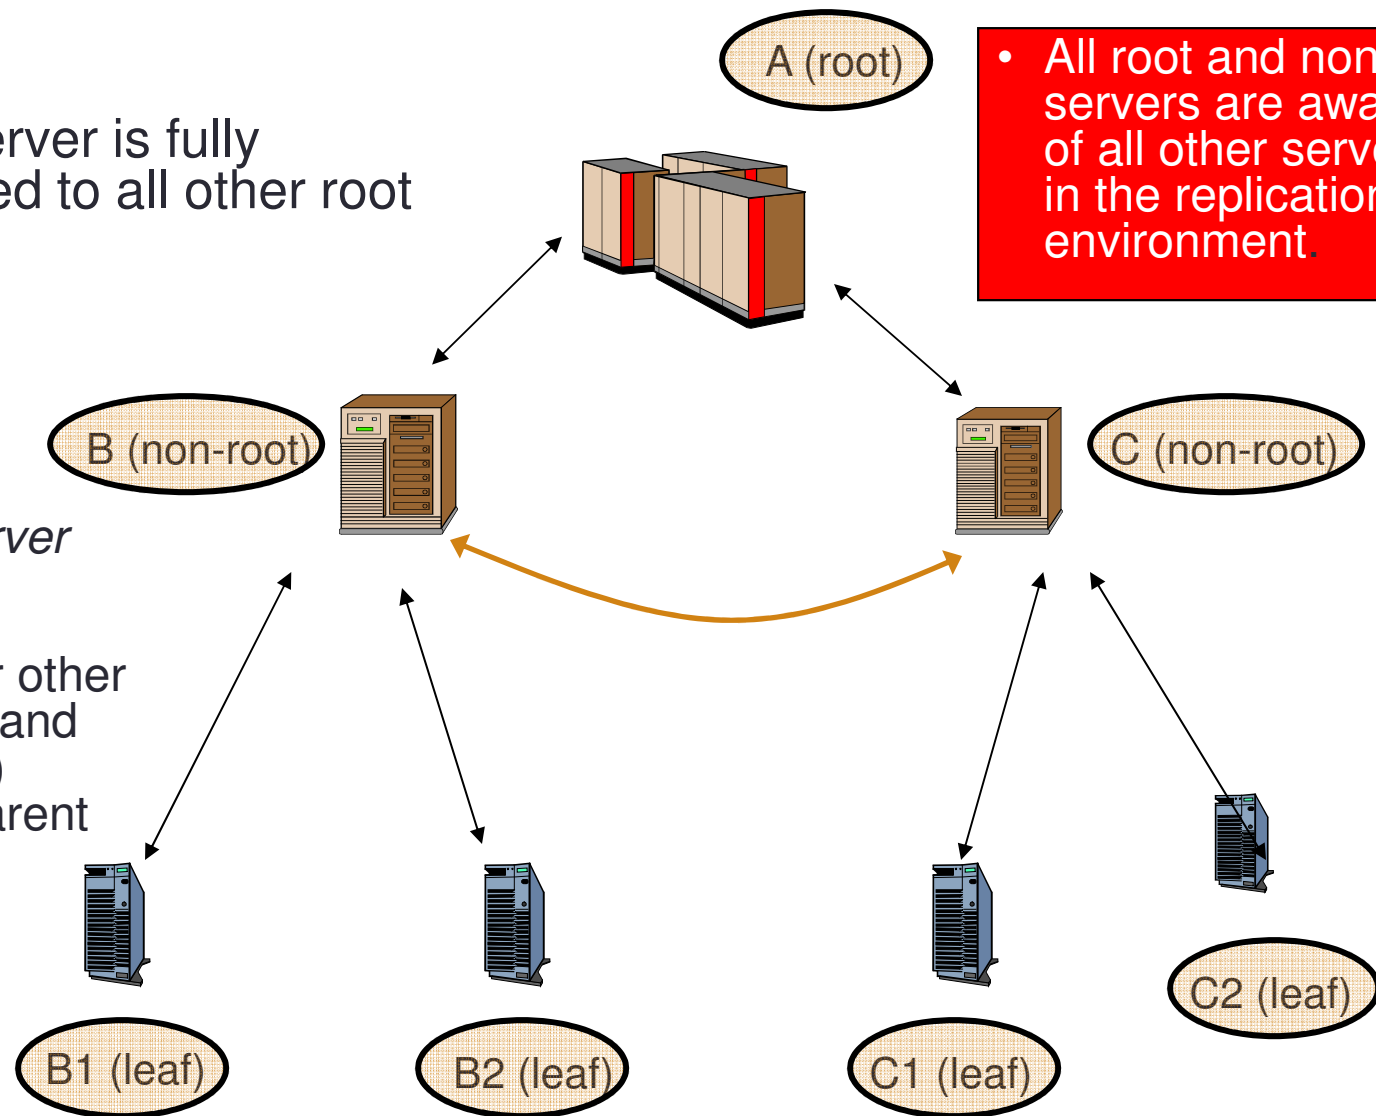 A (root)
• All root and non-
servers are awa
of all other serve
in the replication
environment.
erver is fully
ed to all other root
B (non-root)
C (non-root)
rver
r other
and
)
arent
C2 (leaf)
B1 (leaf)
B2 (leaf)
C1 (leaf)